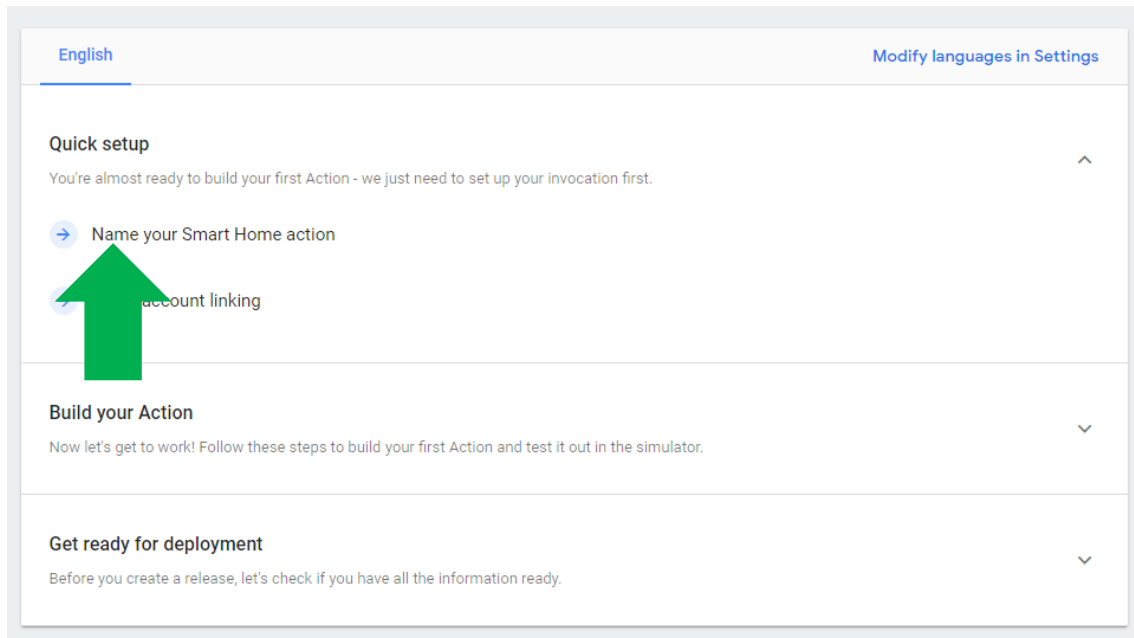 English
Modify languages in Settings
Quick setup
You're almost ready to build your first Action - we just need to set up your invocation first.
Name your Smart Home action
account linking
Build your Action
Now let's get to work! Follow these steps to build your first Action and test it out in the simulator.
Get ready for deployment
Before you create a release, let's check if you have all the information ready.